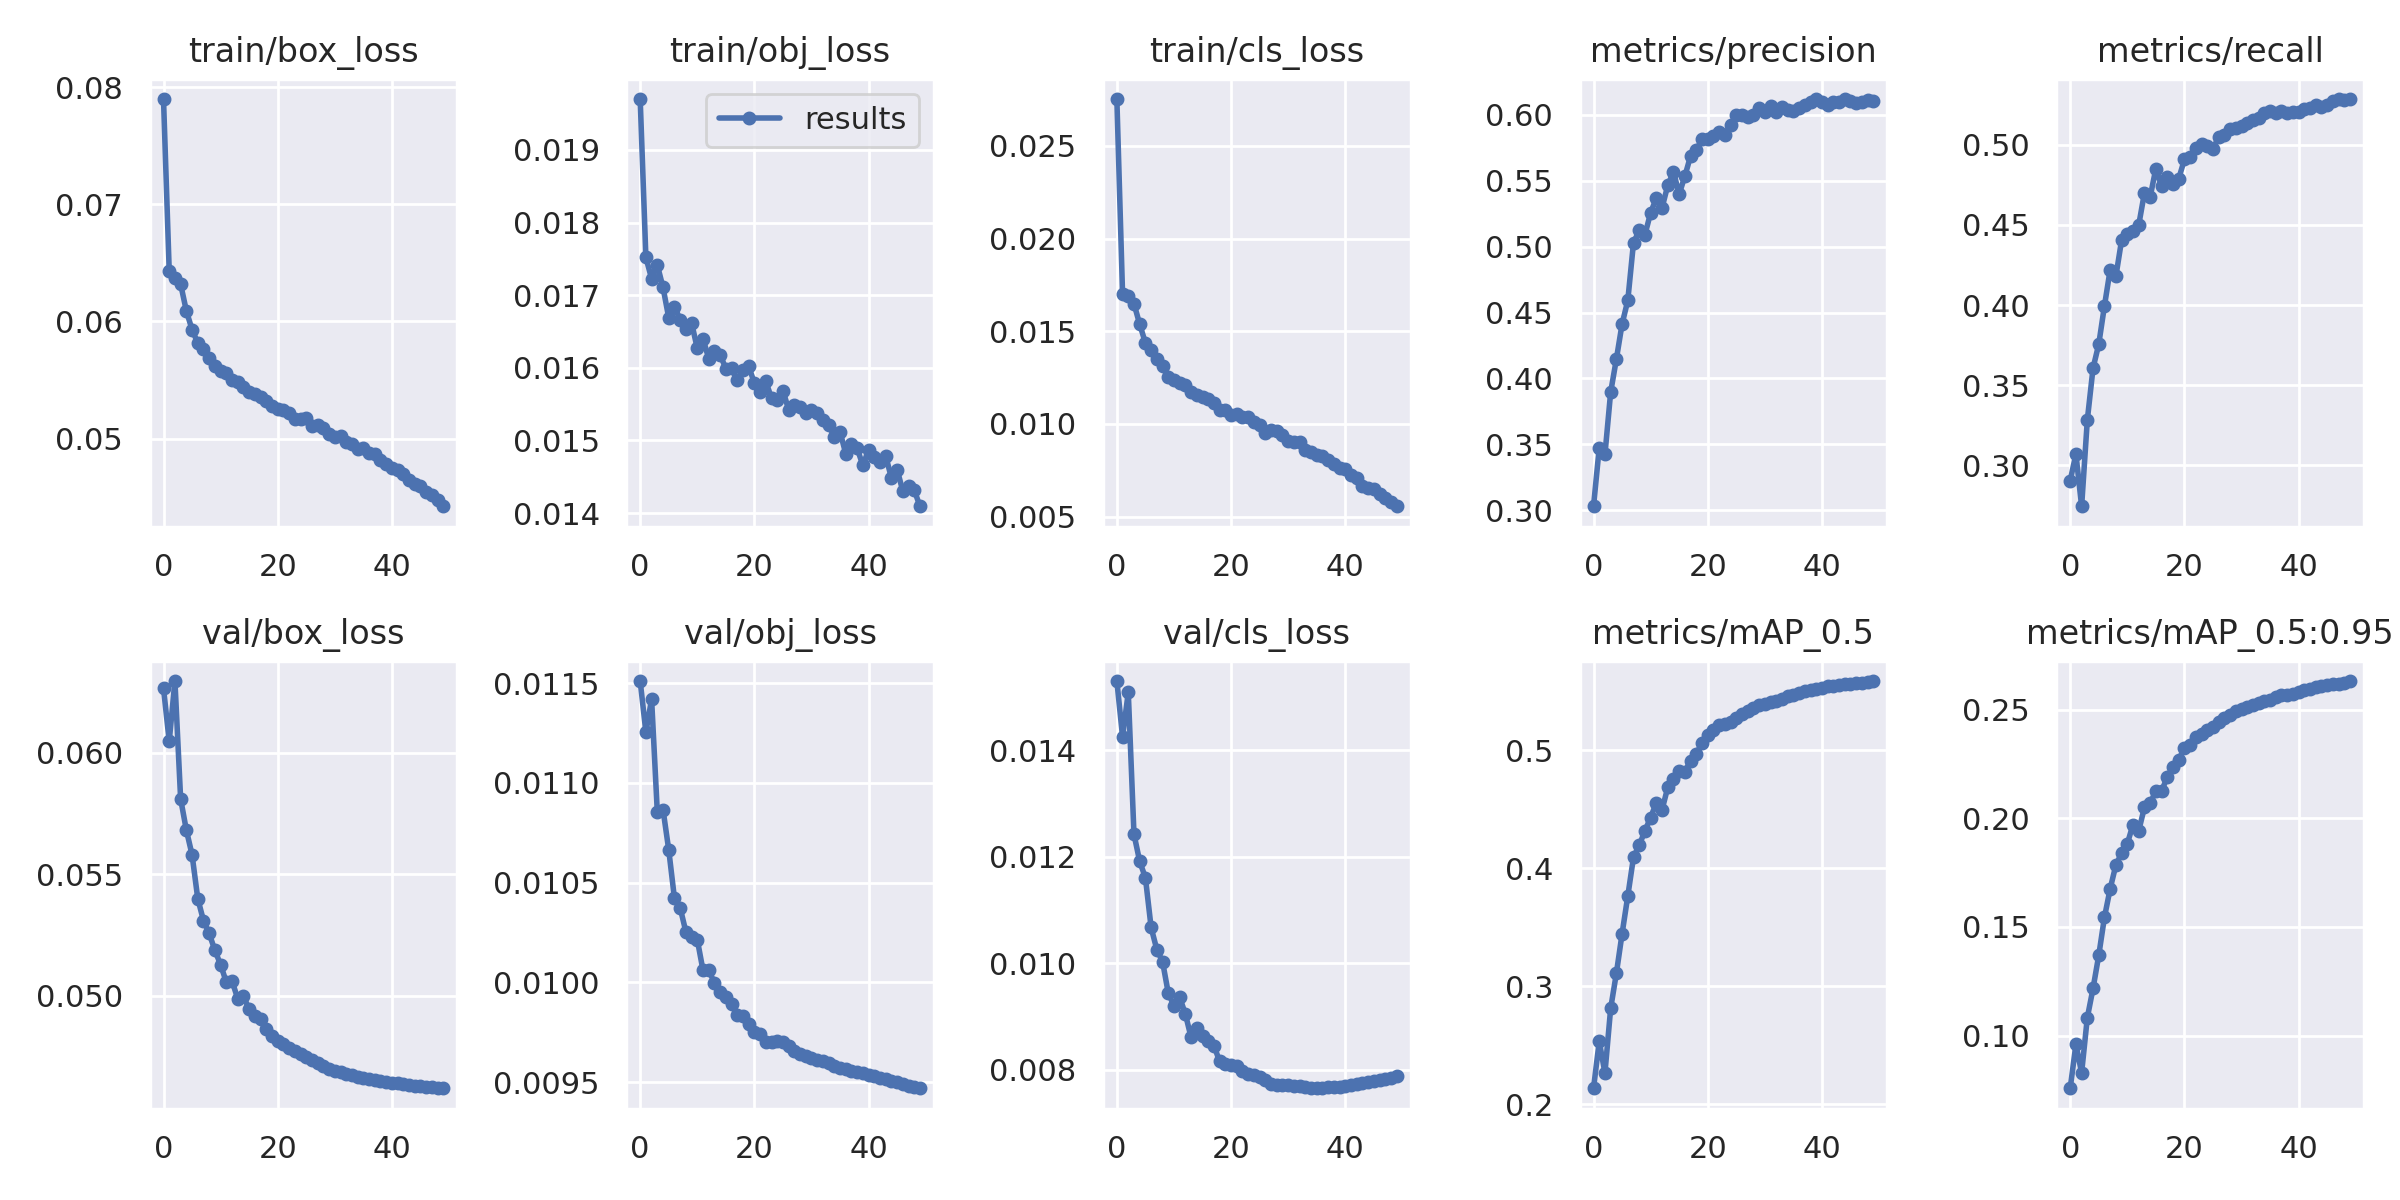 train/box_loss
train/obj_loss
train/cls_loss
metrics/precision
metrics/recall
0.08
0.07
0.06
0.05
0 20 40
results
0.019
0.018
0.017
0.016
0.015
0.014
0 20 40
0.025
0.020
0.015
0.010
0.005
0 20 40
0.60
0.55
0.50
0.45
0.40
0.35
0.30
0 20 40
0.50
0.45
0.40
0.35
0.30
0 20 40
val/box_loss
val/obj_loss
val/cls_loss
metrics/mAP_0.5
metrics/mAP_0.5:0.95
0.060
0.055
0.050
0 20 40
0.0115
0.0110
0.0105
0.0100
0.0095
0 20 40
0.014
0.012
0.010
0.008
0 20 40
0.5
0.4
0.3
0.2
0 20 40
0.25
0.20
0.15
0.10
0 20 40